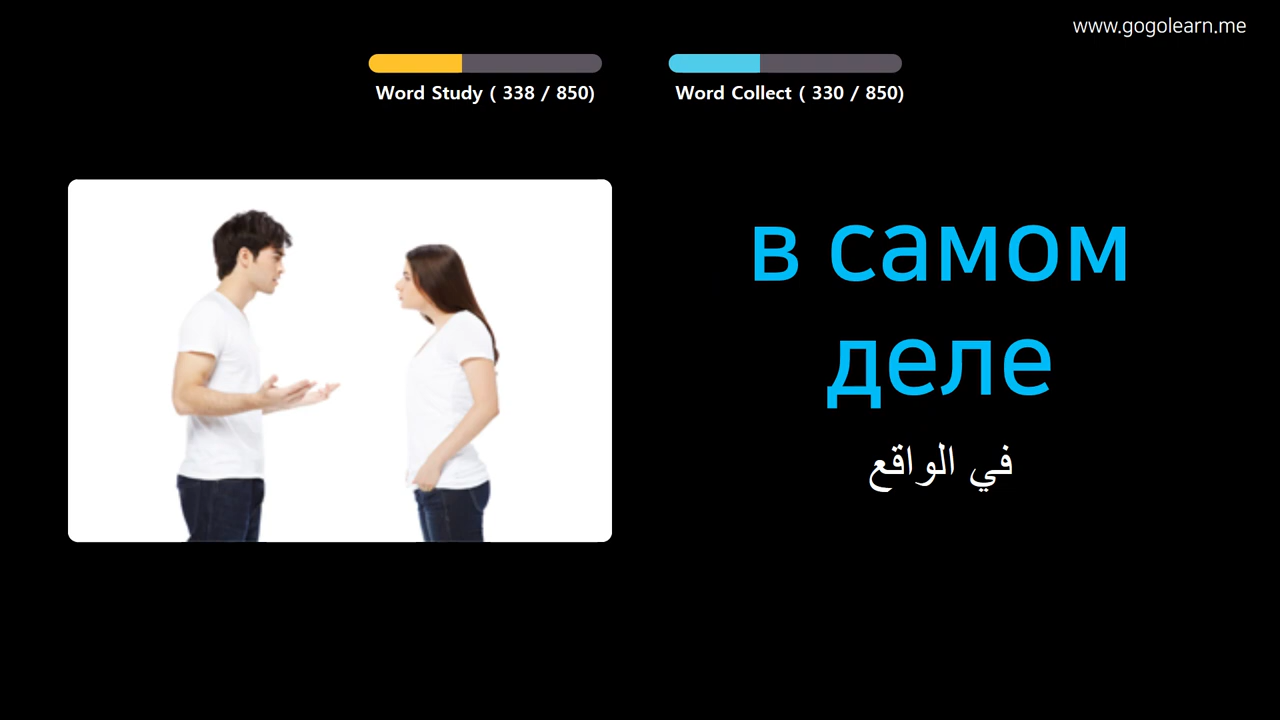 www.gogolearn.me
Word Study ( 338 / 850)
Word Collect ( 330 / 850)
в самом
деле
في الواقع